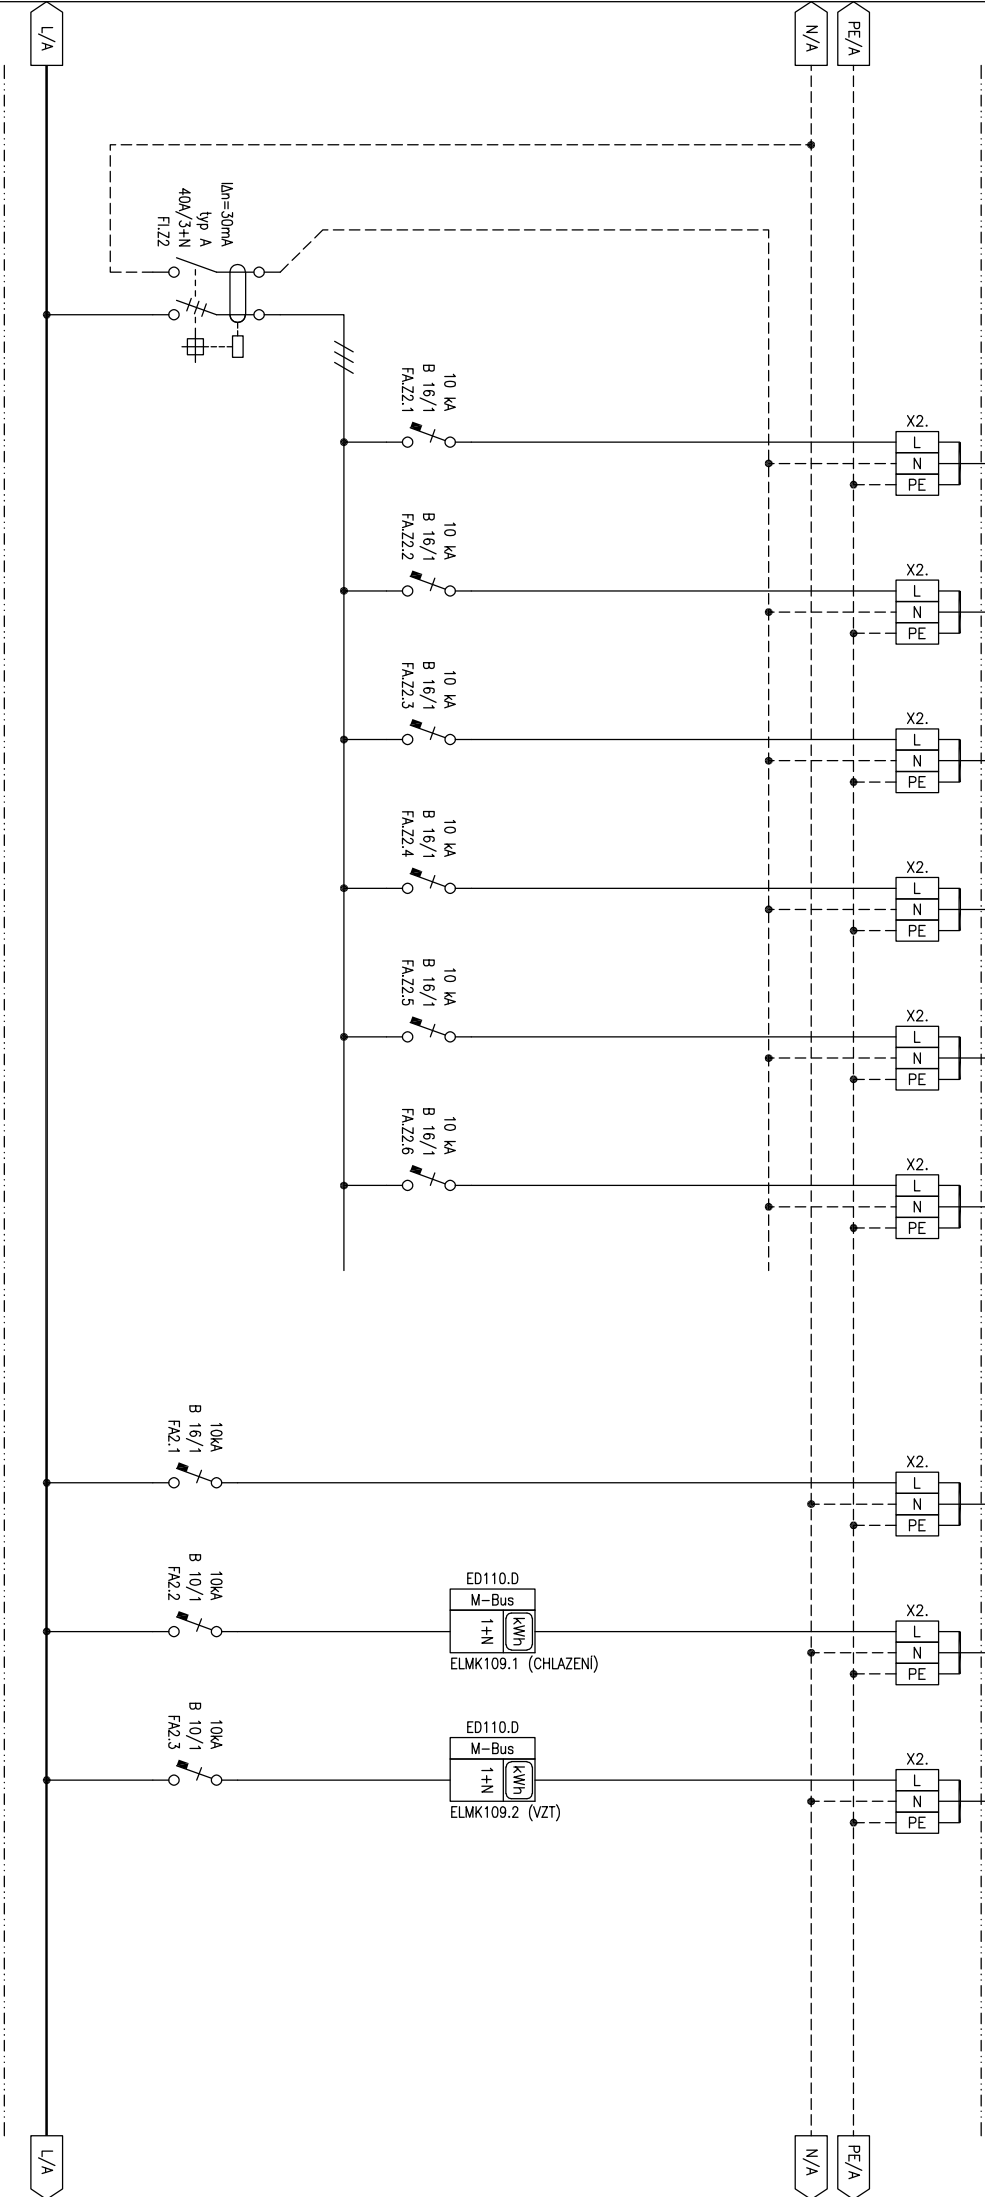 L/A
N/A
PE/A
IΔn=30mA
typ A
40A/3+N
FI.Z2
10 kA
B 16/1
FA.Z2.1
X2.
L
N
PE
10 kA
B 16/1
FA.Z2.2
X2.
L
N
PE
10 kA
B 16/1
FA.Z2.3
X2.
L
N
PE
10 kA
B 16/1
FA.Z2.4
X2.
L
N
PE
10 kA
B 16/1
FA.Z2.5
X2.
L
N
PE
10 kA
B 16/1
FA.Z2.6
X2.
L
N
PE
10kA
B 16/1
FA2.1
X2.
L
N
PE
10kA
B 10/1
FA2.2
ED110.D
M-Bus
1+N
kWh
ELMK109.1 (CHLAZENÍ)
X2.
L
N
PE
10kA
B 10/1
FA2.3
ED110.D
M-Bus
1+N
kWh
ELMK109.2 (VZT)
X2.
L
N
PE
L/A
N/A
PE/A